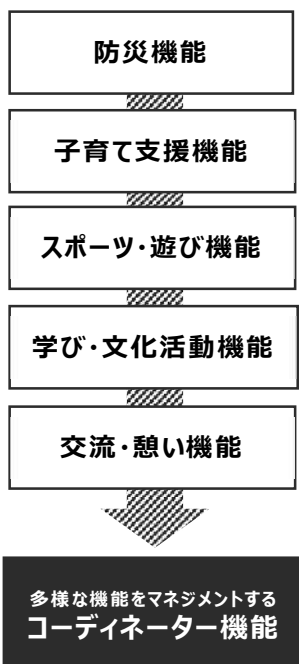 防災機能
子育て支援機能
スポーツ・遊び機能
学び・文化活動機能
交流・憩い機能
多様な機能をマネジメントする
コーディネーター機能